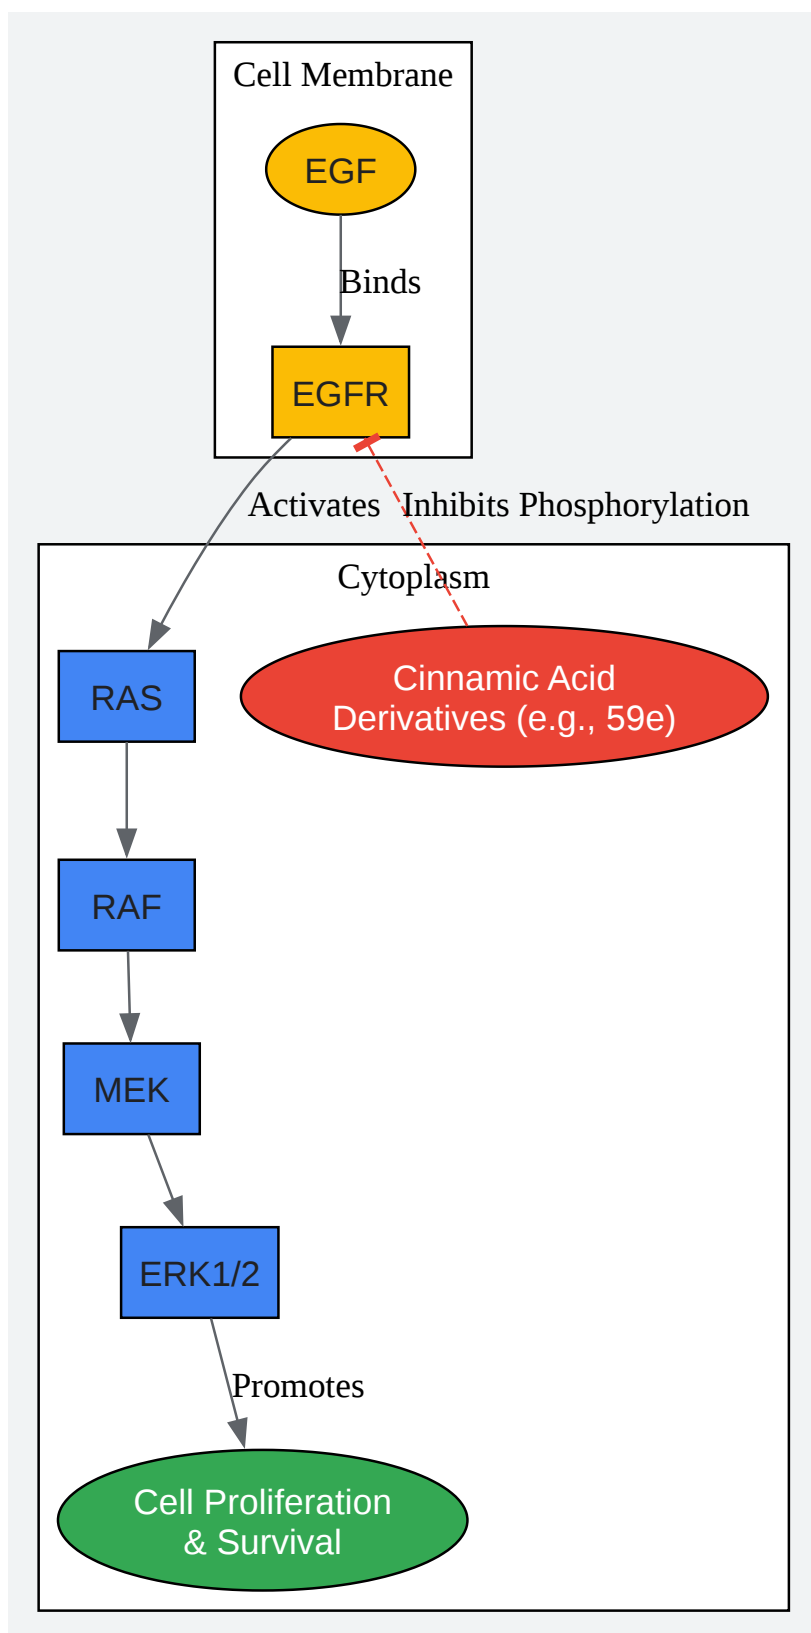 Cell Membrane
EGF
Binds
EGFR
Activates
Inhibits Phosphorylation
Cytoplasm
RAS
Cinnamic Acid
Derivatives (e.g., 59e)
RAF
MEK
ERK1/2
Promotes
Cell Proliferation
& Survival